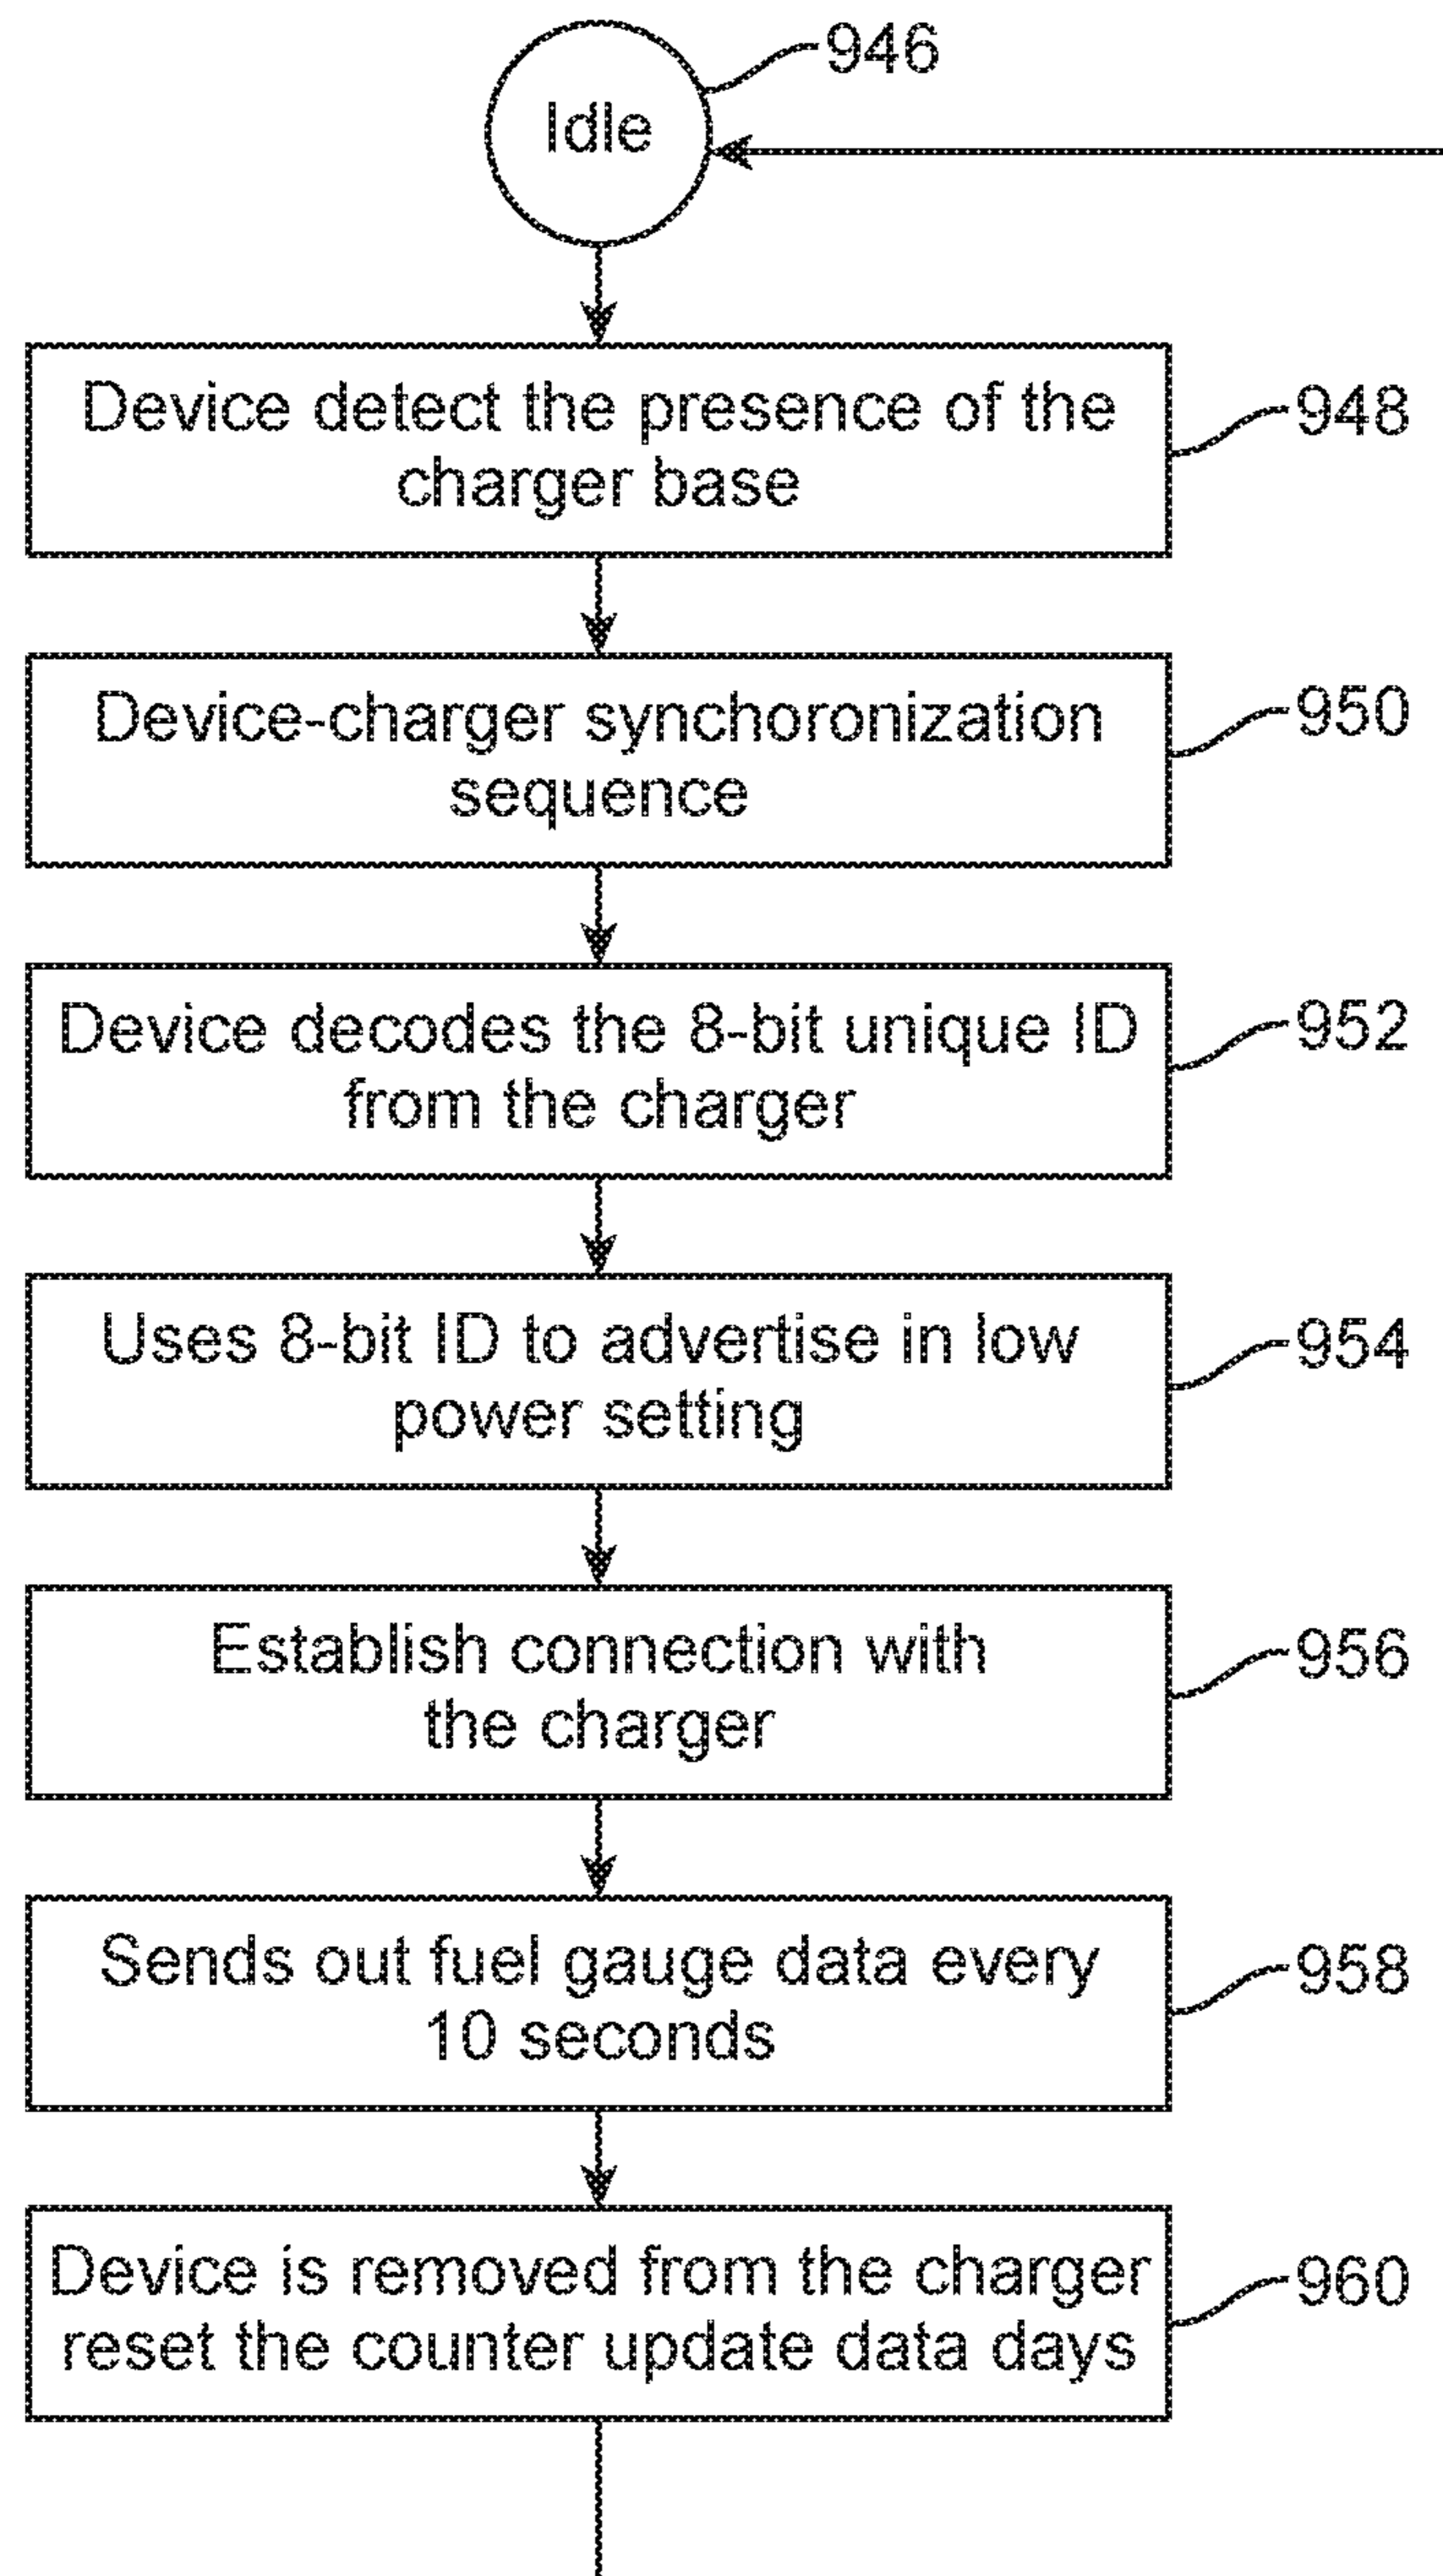 946
Idle
Device detect the presence of the
charger base
948
Device-charger synchoronization
sequence
950
Device decodes the 8-bit unique ID
from the charger
952
Uses 8-bit ID to advertise in low
power setting
954
Establish connection with
the charger
956
Sends out fuel gauge data every
10 seconds
958
Device is removed from the charger
reset the counter update data days
960